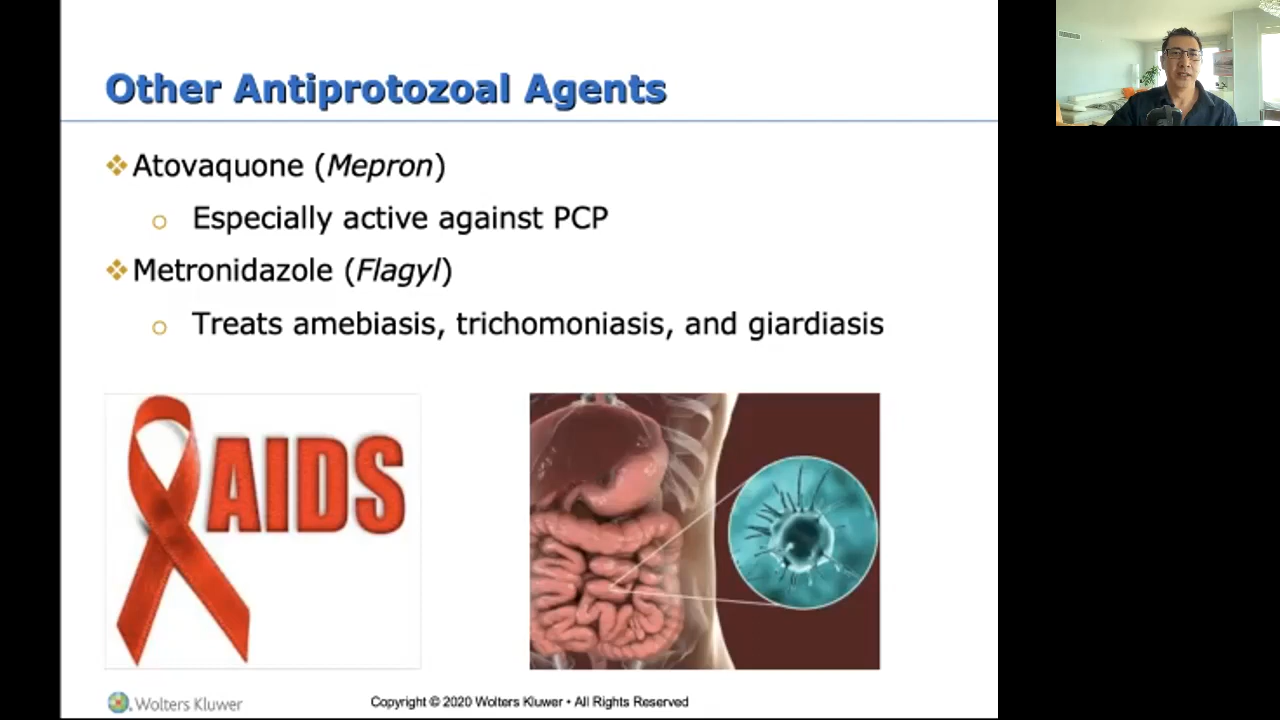 Other Antiprotozoal Agents
Atovaquone (Mepron)
Especially active against PCP
Metronidazole (Flagyl)
Treats amebiasis, trichomoniasis, and giardiasis
AIDS
Wolters Kluwer
Copyright © 2020 Wolters Kluwer • All Rights Reserved